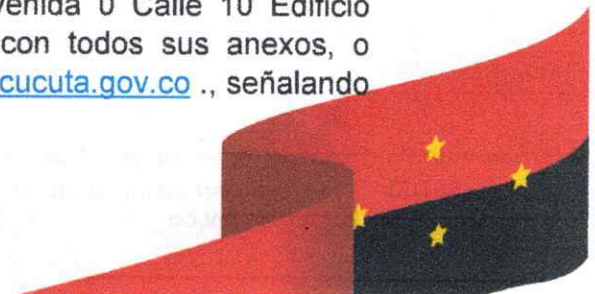 venida 0 Calle 10 Edificio
con todos sus anexos, o
cucuta.gov.co ., señalando